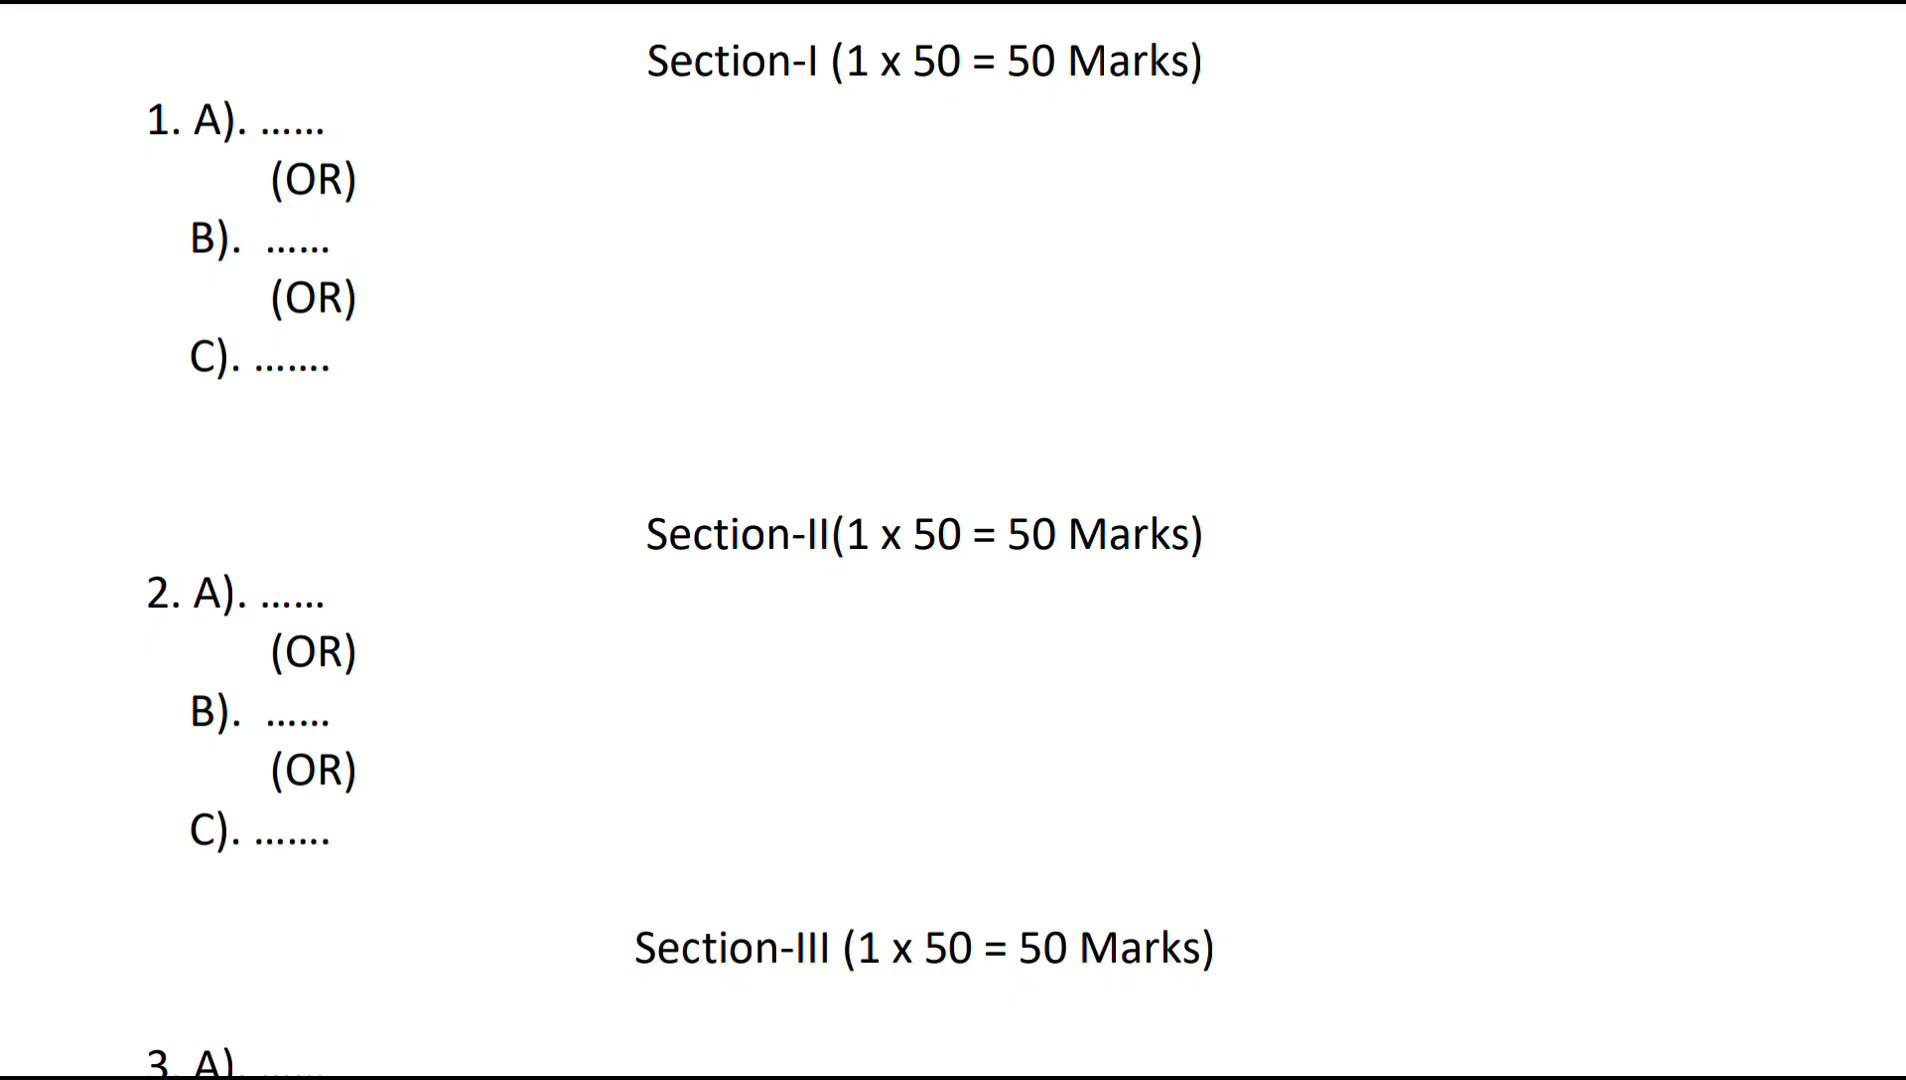 Section-I (1 x 50 = 50 Marks)
1. A). ......
(OR)
B). ......
(OR)
C). .......
Section-II(1 x 50 = 50 Marks)
2. A). ......
(OR)
B). ......
(OR)
C). .......
Section-III (1 x 50 = 50 Marks)
3. A). ......